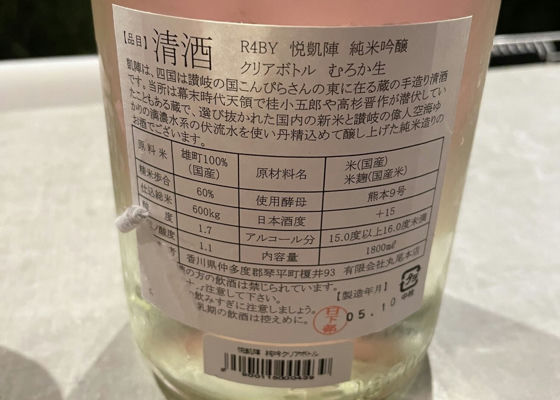 【品目】清酒 R4BY 悦凱陣 純米吟醸
クリアボトル むろか生
凱陣は、四国は讃岐の国こんぴらさんの東に在る蔵の手造り清酒
です。当房は幕末時代天領で桂小五郎や高杉晋作が潜伏してい
たこともある蔵で、選び抜かれた国内の新米と讃岐の偉人空海ゆ
かりの満濃水系の伏流水を使い丹精込めて醸し上げた純米造りの
お酒でございます。
原料米 雄町100%(国産) 原材料名 米(国産) 米麹(国産米)
精米歩合 60% 使用酵母 熊本9号
仕込総米 600kg 日本酒度 +15
酸度 1.7 アルコール分 15.0度以上16.0度未満
酸度 1.1 内容量 1800㎖
香川県仲多度郡琴平町榎井93 有限会社丸尾本店
の方の飲酒は禁じられています。
注意して下さい。
飲みすぎに注意しましょう。
乳期の飲酒は控えめに。
【製造年月】
05.10
日下部
悦凱陣 純吟クリアボトル